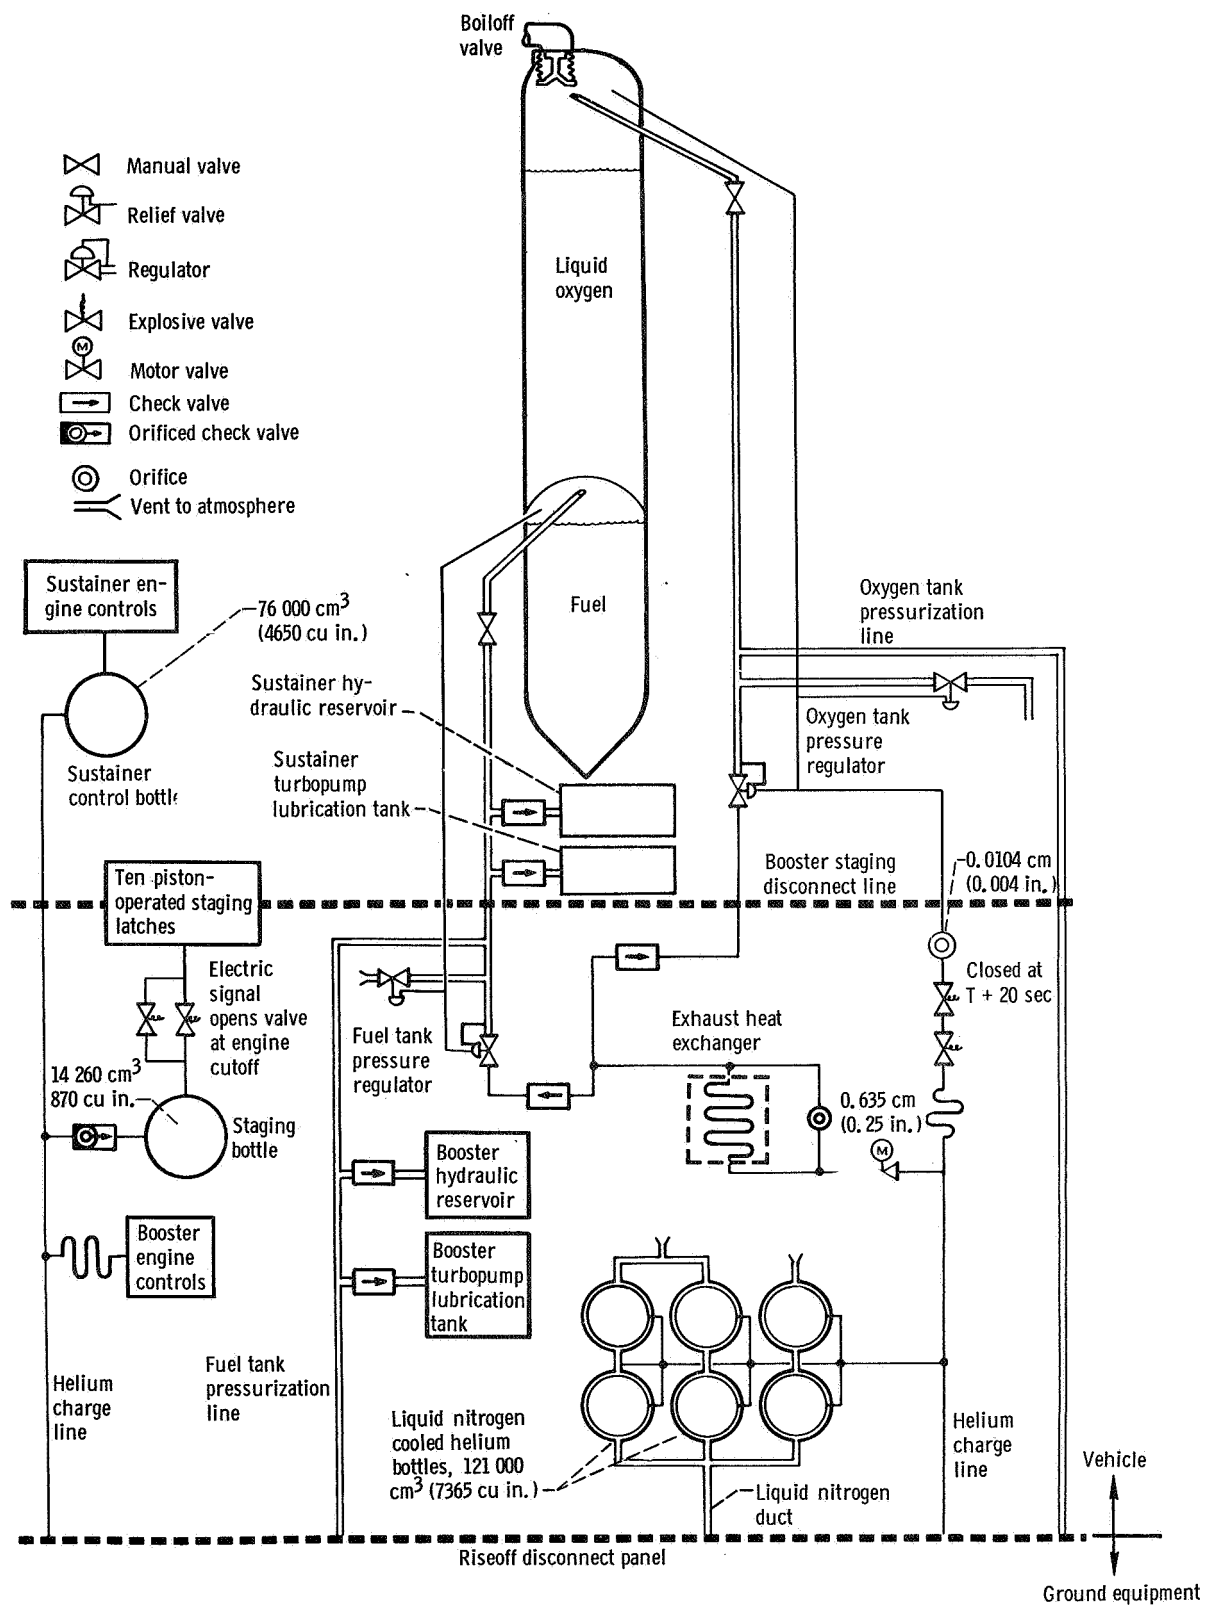 Boiloff
valve
Manual valve
Relief valve
Regulator
Explosive valve
M
Motor valve
Check valve
Orificed check valve
Orifice
Vent to atmosphere
Liquid
oxygen
Fuel
Sustainer en-
gine controls
76 000 cm³
(4650 cu in.)
Sustainer
control bottle
Sustainer hy-
draulic reservoir
Sustainer
turbopump
lubrication tank
Oxygen tank
pressurization
line
Oxygen tank
pressure
regulator
Booster staging
disconnect line
0.0104 cm
(0.004 in.)
Closed at
T + 20 sec
Ten piston-
operated staging
latches
Electric
signal
opens valve
at engine
cutoff
14 260 cm³
870 cu in.
Staging
bottle
Fuel tank
pressure
regulator
Exhaust heat
exchanger
0.635 cm
(0.25 in.)
M
Booster
hydraulic
reservoir
Booster
turbopump
lubrication
tank
Booster
engine
controls
Helium
charge
line
Fuel tank
pressurization
line
Liquid nitrogen
cooled helium
bottles, 121 000
cm³ (7365 cu in.)
Liquid nitrogen
duct
Helium
charge
line
Vehicle
Riseoff disconnect panel
Ground equipment